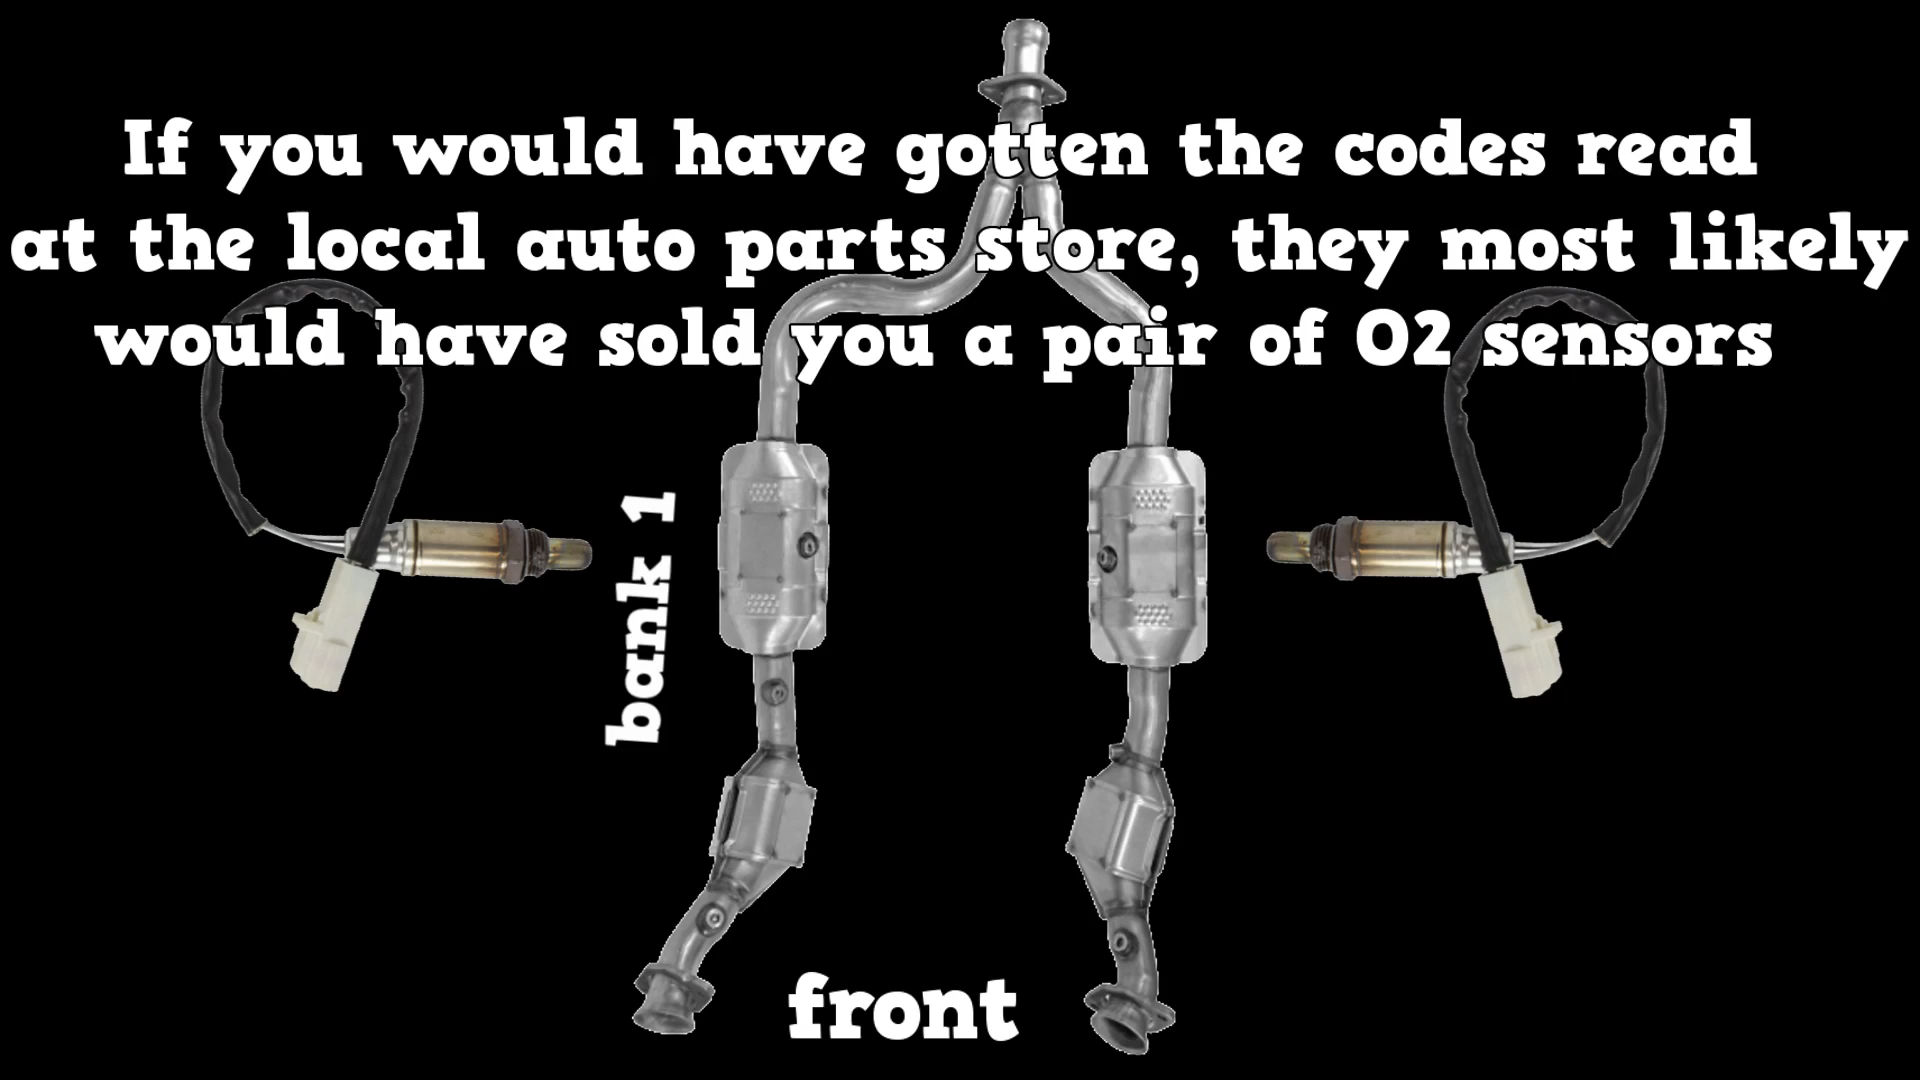 If you would have gotten the codes read
at the local auto parts store, they most likely
would have sold you a pair of O2 sensors
bank 1
front